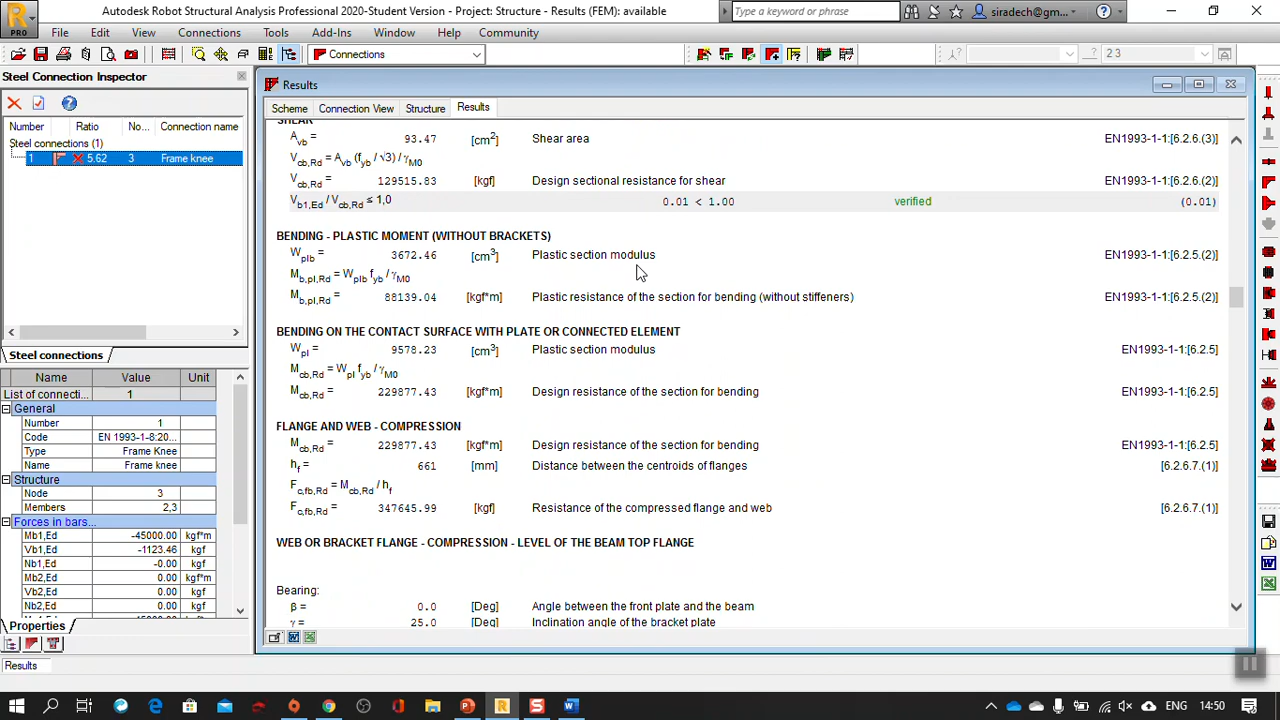 Autodesk Robot Structural Analysis Professional 2020-Student Version - Project: Structure - Results (FEM): available
Type a keyword or phrase
siradech@gm...
PRO
File Edit View Connections Tools Add-Ins Window Help Community
Connections
2 3
Steel Connection Inspector
Number Ratio No... Connection name
Steel connections (1)
1 5.62 3 Frame knee
Steel connections
Name Value Unit
List of connecti... 1
General
Number 1
Code EN 1993-1-8:20...
Type Frame Knee
Name Frame knee
Structure
Node 3
Members 2,3
Forces in bars...
Mb1,Ed -45000.00 kgf*m
Vb1,Ed -1123.46 kgf
Nb1,Ed -0.00 kgf
Mb2,Ed 0.00 kgf*m
Vb2,Ed 0.00 kgf
Nb2,Ed 0.00 kgf
Properties
Results
Results
Scheme Connection View Structure Results
SHEAR
Avb = 93.47 [cm2] Shear area EN1993-1-1:[6.2.6.(3)]
Vcb,Rd = Avb (fyb / √3) / γM0
Vcb,Rd = 129515.83 [kgf] Design sectional resistance for shear EN1993-1-1:[6.2.6.(2)]
Vb1,Ed / Vcb,Rd ≤ 1,0 0.01 < 1.00 verified (0.01)
BENDING - PLASTIC MOMENT (WITHOUT BRACKETS)
Wplb = 3672.46 [cm3] Plastic section modulus EN1993-1-1:[6.2.5.(2)]
Mb,pl,Rd = Wplb fyb / γM0
Mb,pl,Rd = 88139.04 [kgf*m] Plastic resistance of the section for bending (without stiffeners) EN1993-1-1:[6.2.5.(2)]
BENDING ON THE CONTACT SURFACE WITH PLATE OR CONNECTED ELEMENT
Wpl = 9578.23 [cm3] Plastic section modulus EN1993-1-1:[6.2.5]
Mcb,Rd = Wpl fyb / γM0
Mcb,Rd = 229877.43 [kgf*m] Design resistance of the section for bending EN1993-1-1:[6.2.5]
FLANGE AND WEB - COMPRESSION
Mcb,Rd = 229877.43 [kgf*m] Design resistance of the section for bending EN1993-1-1:[6.2.5]
hf = 661 [mm] Distance between the centroids of flanges [6.2.6.7.(1)]
Fc,fb,Rd = Mcb,Rd / hf
Fc,fb,Rd = 347645.99 [kgf] Resistance of the compressed flange and web [6.2.6.7.(1)]
WEB OR BRACKET FLANGE - COMPRESSION - LEVEL OF THE BEAM TOP FLANGE
Bearing:
β = 0.0 [Deg] Angle between the front plate and the beam
γ = 25.0 [Deg] Inclination angle of the bracket plate
ENG 14:50